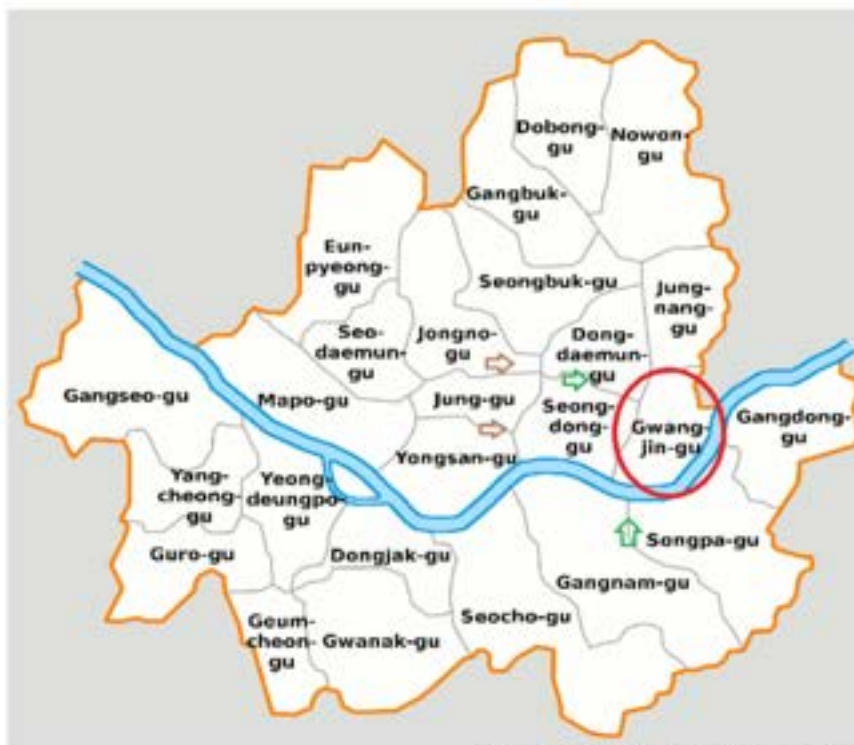 Dobong-
gu
Nowon-
gu
Gangbuk-
gu
Eun-
pyeong-
gu
Seongbuk-gu
Jung-
nang-
gu
Seo-
daemun-
gu
Jongno-
gu
Dong-
daemun-
gu
Gangseo-gu
Mapo-gu
Jung-gu
Seong-
dong-
gu
Gwang-
jin-gu
Gangdong-
gu
Yongsan-gu
Yang-
cheong-
gu
Yeong-
deungpo-
gu
Guro-gu
Dongjak-gu
Songpa-gu
Gangnam-gu
Seocho-gu
Geum-
cheon-
gu
Gwanak-gu